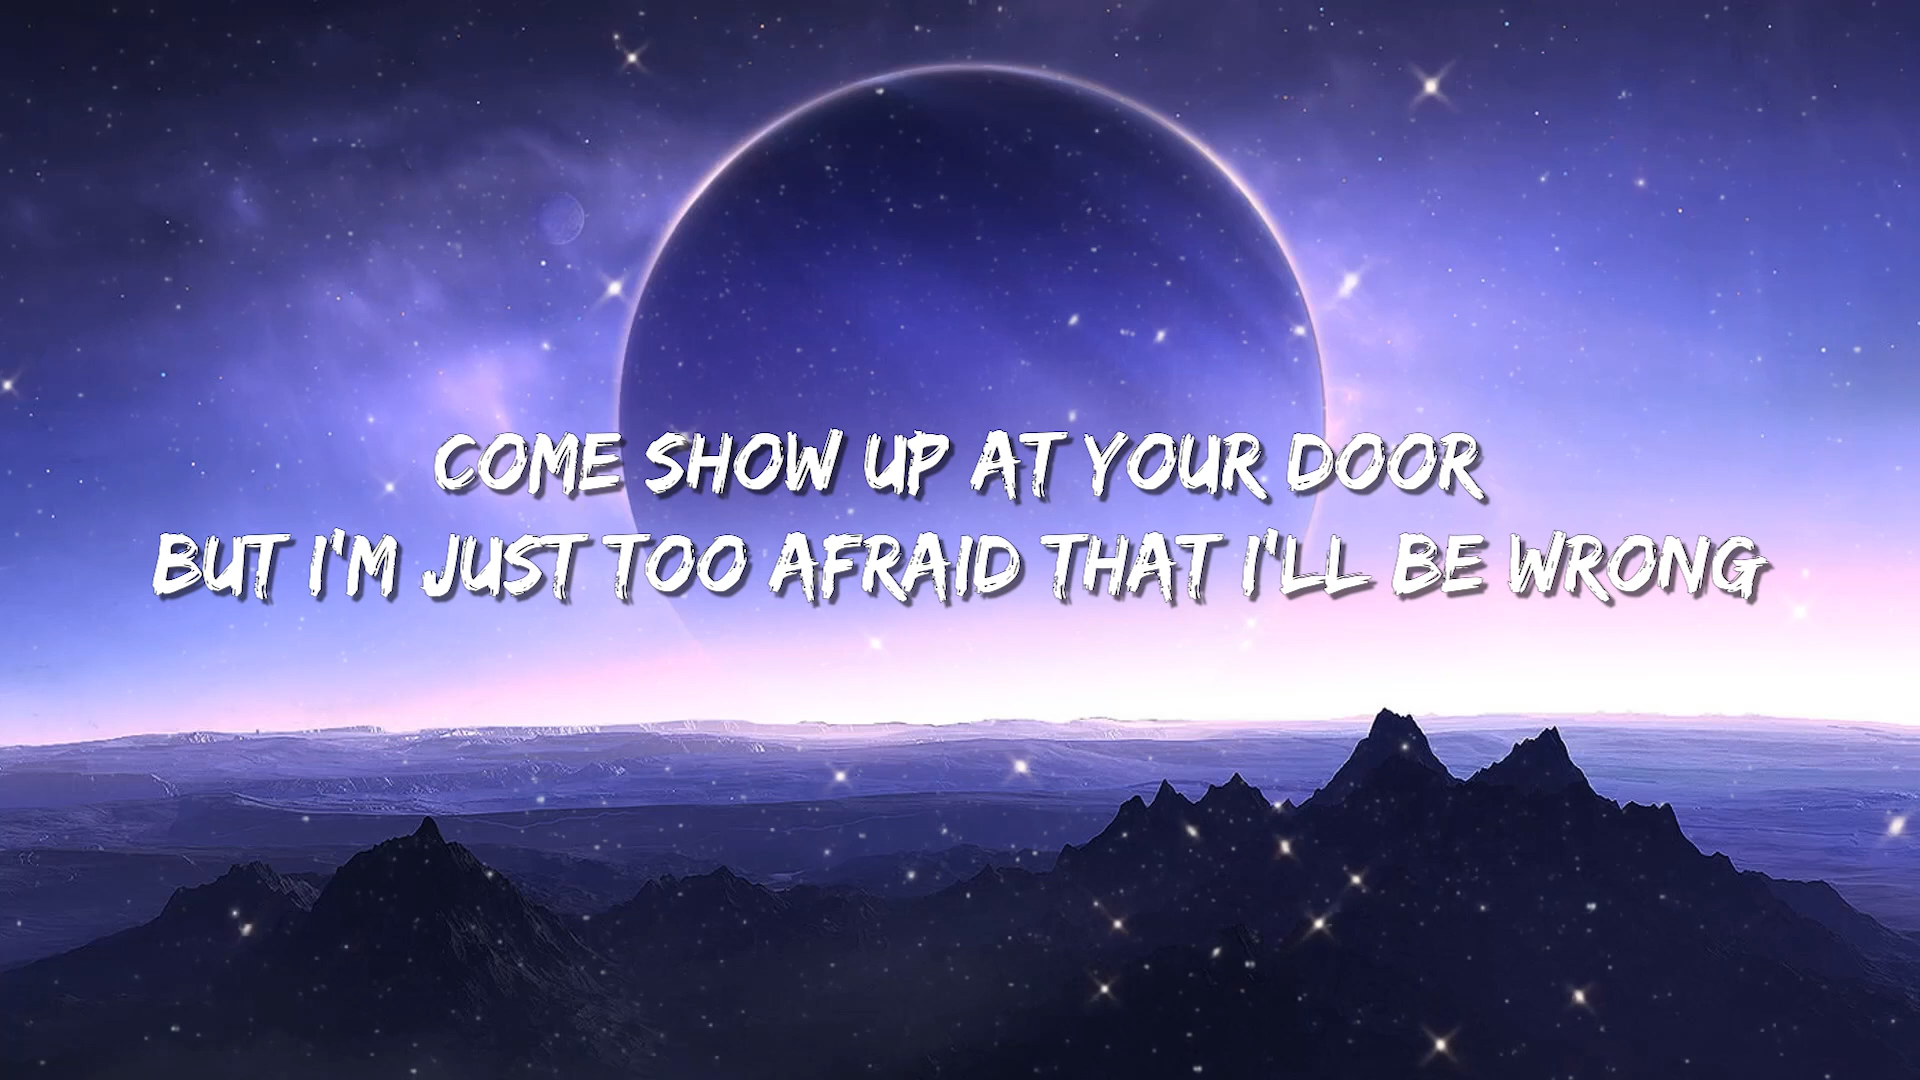 COME SHOW UP AT YOUR DOOR
BUT I'M JUST TOO AFRAID THAT I'LL BE WRONG